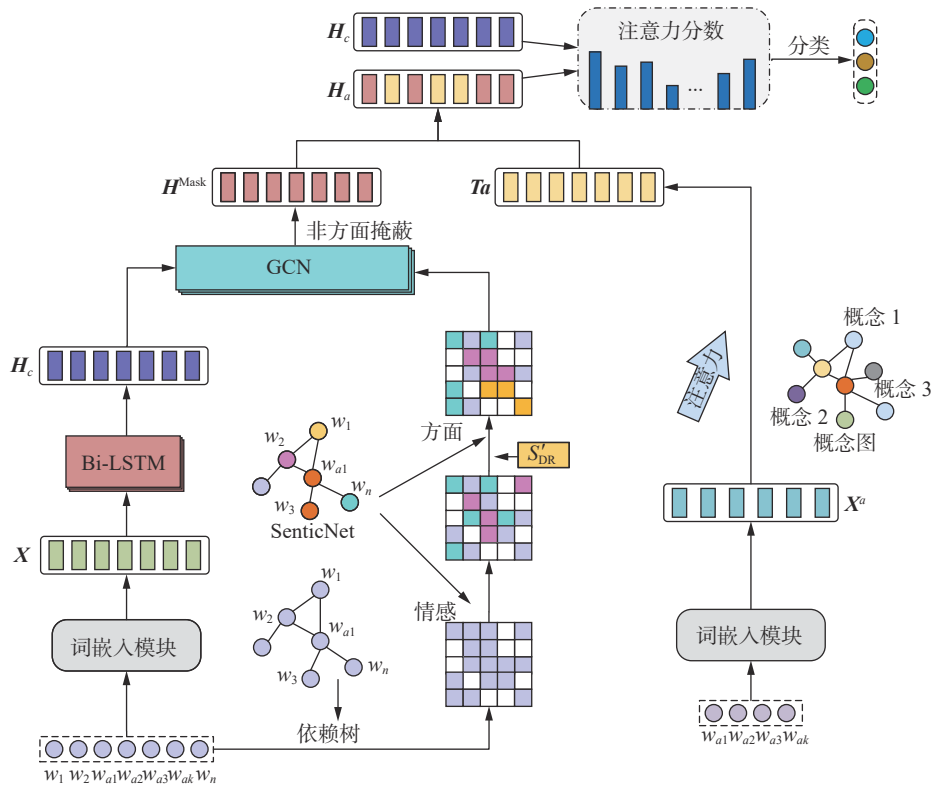 H_c
注意力分数
分类
H_a
...
H^Mask
Ta
非方面掩蔽
GCN
概念 1
H_c
注意力
概念 3
概念 2
方面
概念图
w_1
w_2
Bi-LSTM
w_a1
S′_DR
w_n
w_3
SenticNet
X^a
X
w_1
情感
w_2
w_a1
词嵌入模块
词嵌入模块
w_n
w_3
依赖树
w_a1 w_a2 w_a3 w_ak
w_1 w_2 w_a1 w_a2 w_a3 w_ak w_n